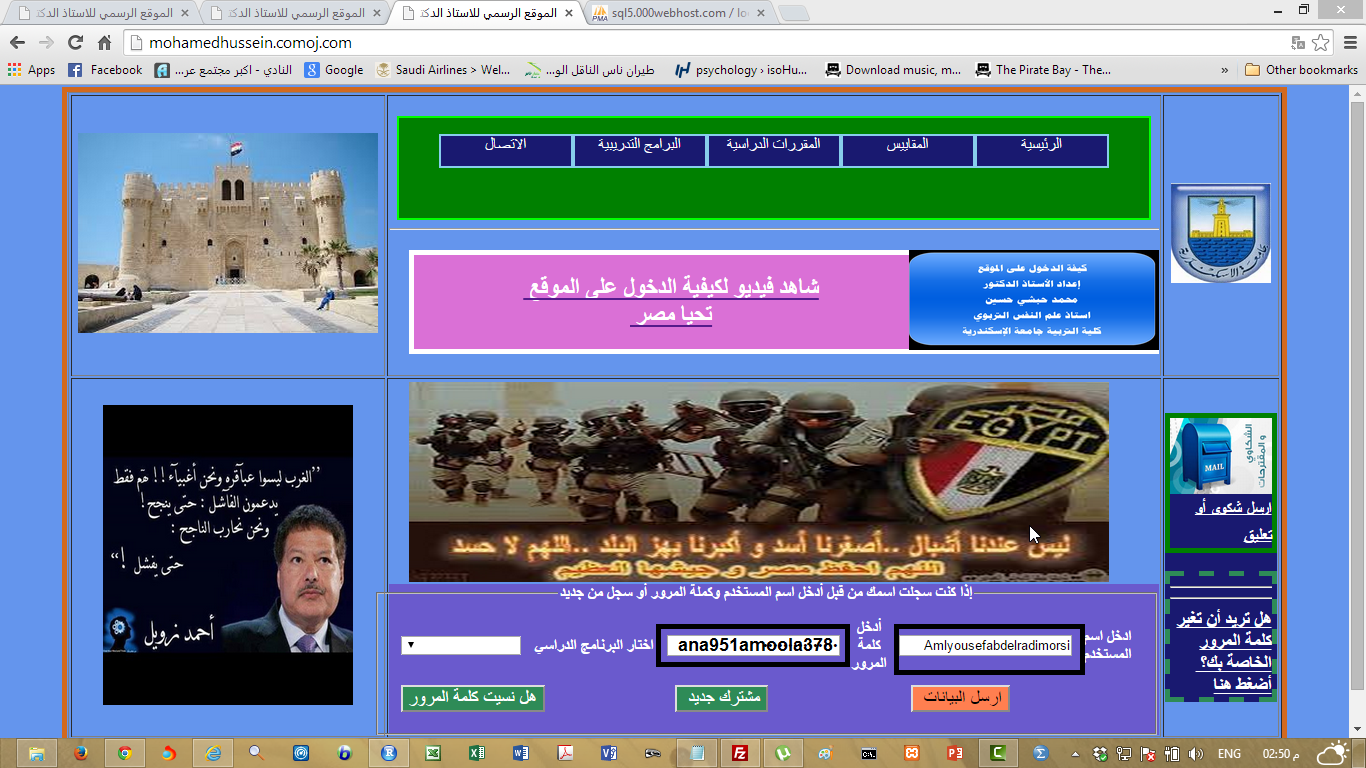 الموقع الرسمي للاستاذ الدك
الموقع الرسمي للاستاذ الدك
الموقع الرسمي للاستاذ الدك
sql5.000webhost.com / lo
mohamedhussein.comoj.com
Apps
Facebook
النادي - اكبر مجتمع عر...
Google
Saudi Airlines > Wel...
طيران ناس الناقل الو...
psychology › isoHu...
Download music, m...
The Pirate Bay - The...
»
Other bookmarks
الرئيسية
المقاييس
المقررات الدراسية
البرامج التدريبية
الاتصال
شاهد فيديو لكيفية الدخول على الموقع
تحيا مصر
كيفة الدخول على الموقع
إعداد الأستاذ الدكتور
محمد حبشي حسين
استاذ علم النفس التربوي
كلية التربية جامعة الإسكندرية
"الغرب ليسوا عباقره ونحن أغبيآء !! هم فقط
يدعمون الفاشل : حتى ينجح !
ونحن نحارب الناجح :
حتى يفشل !"
أحمد زويل
EGYPT
ليس عندنا أشبال ..أصغرنا أسد و أكبرنا يهز البلد ..اللهم لا حسد
اللهم احفظ مصر و جيشها العظيم
الشكاوي
و المقترحات
MAIL
ارسل شكوى أو
تعليق
هل تريد أن تغير
كلمة المرور
الخاصة بك؟
أضغط هنا
إذا كنت سجلت اسمك من قبل أدخل اسم المستخدم وكملة المرور أو سجل من جديد
ادخل اسم
المستخدم
Amlyousefabdelradimorsi
أدخل
كلمة
المرور
ana951amoola378
اختار البرنامج الدراسي
ارسل البيانات
مشترك جديد
هل نسيت كلمة المرور
ENG
02:50 م